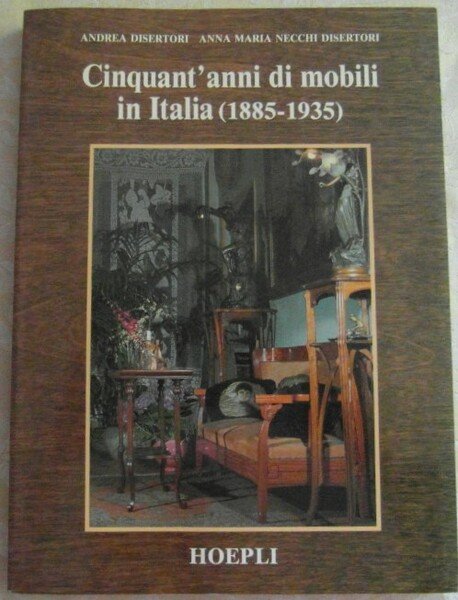 ANDREA DISERTORI ANNA MARIA NECCHI DISERTORI
Cinquant'anni di mobili
in Italia (1885-1935)
HOEPLI